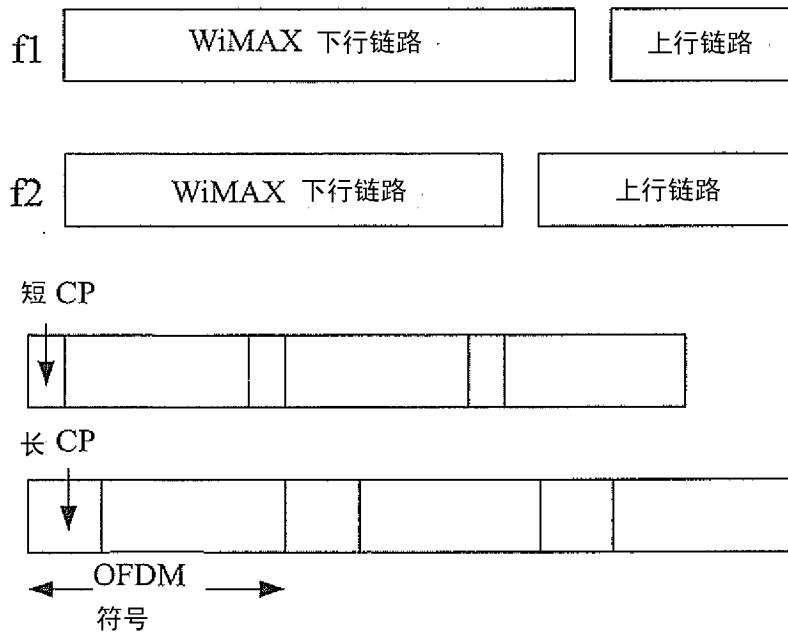 f1 WiMAX 下行链路 上行链路
f2 WiMAX 下行链路 上行链路
短 CP
长 CP
OFDM
符号